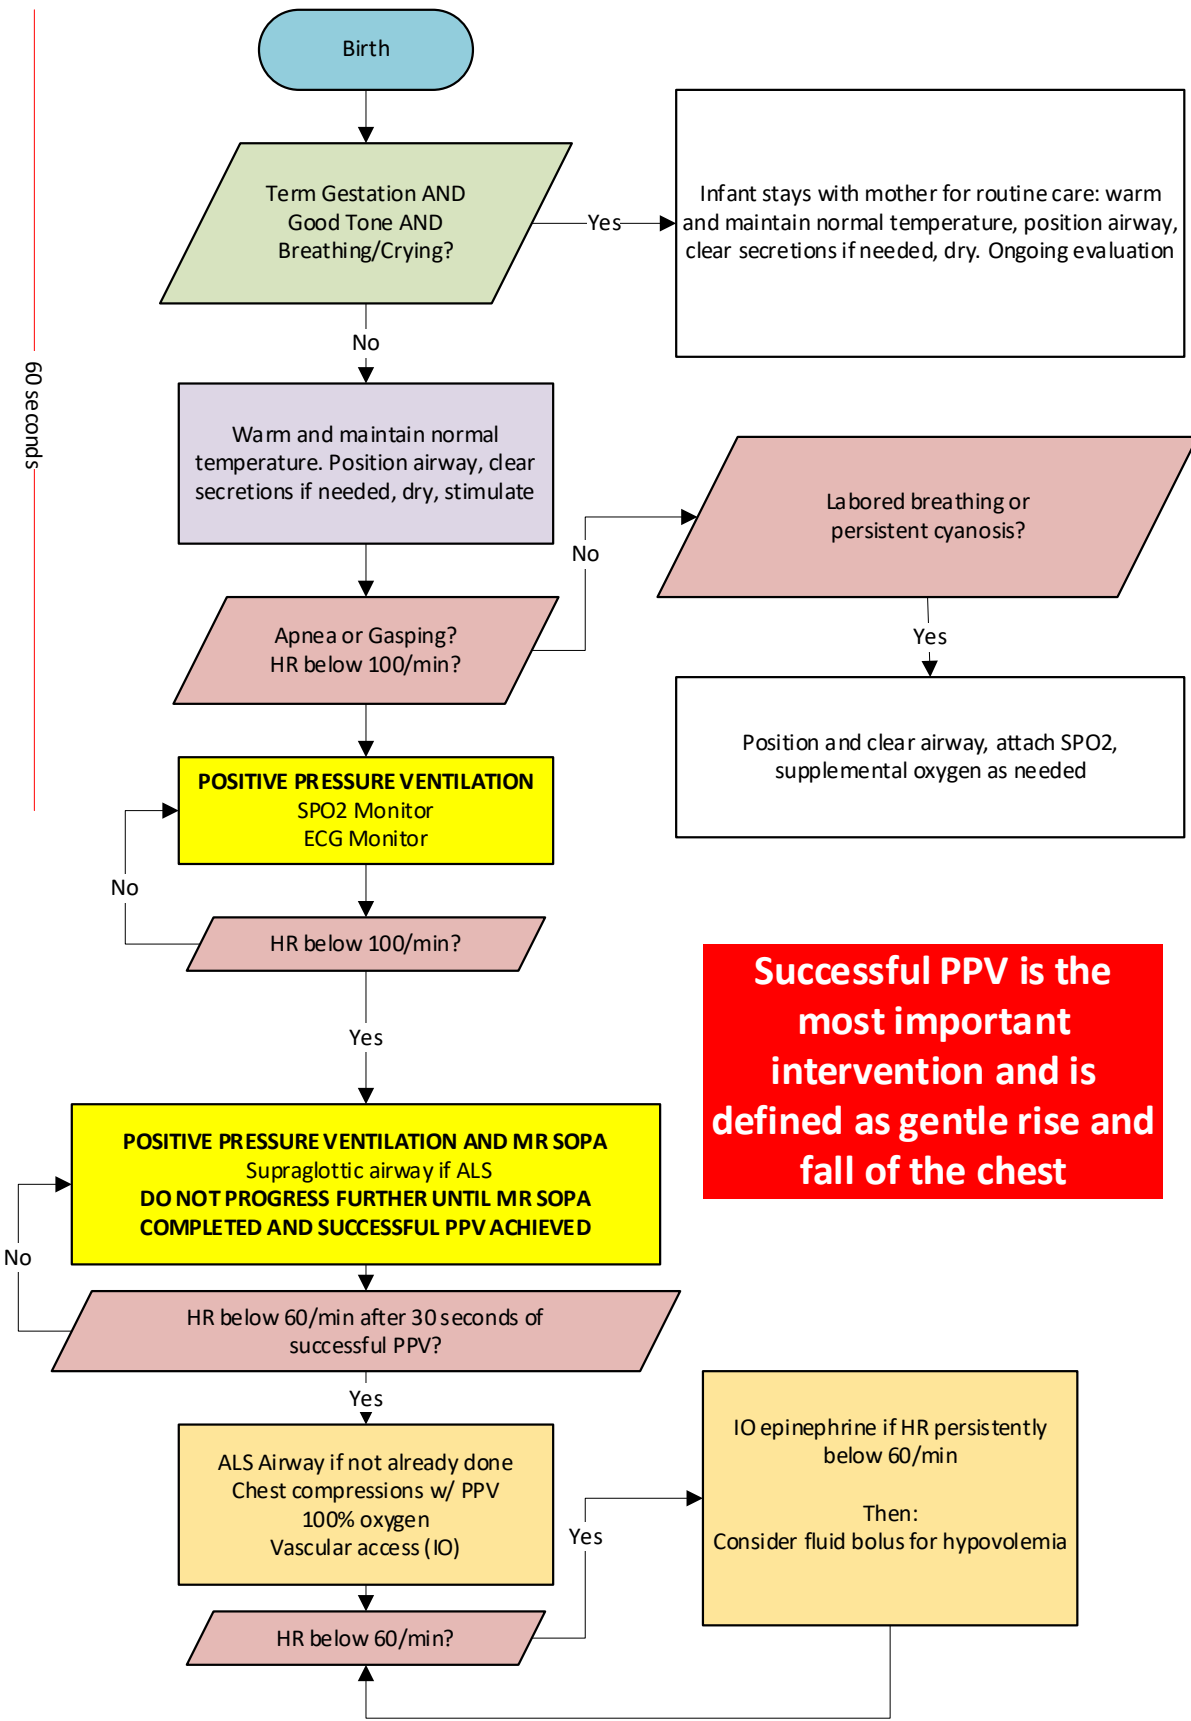 Birth
Term Gestation AND
Good Tone AND
Breathing/Crying?
Yes
Infant stays with mother for routine care: warm
and maintain normal temperature, position airway,
clear secretions if needed, dry. Ongoing evaluation
No
60 seconds
Warm and maintain normal
temperature. Position airway, clear
secretions if needed, dry, stimulate
No
Labored breathing or
persistent cyanosis?
Apnea or Gasping?
HR below 100/min?
Yes
Position and clear airway, attach SPO2,
supplemental oxygen as needed
POSITIVE PRESSURE VENTILATION
SPO2 Monitor
ECG Monitor
No
HR below 100/min?
Yes
Successful PPV is the
most important
intervention and is
defined as gentle rise and
fall of the chest
POSITIVE PRESSURE VENTILATION AND MR SOPA
Supraglottic airway if ALS
DO NOT PROGRESS FURTHER UNTIL MR SOPA
COMPLETED AND SUCCESSFUL PPV ACHIEVED
No
HR below 60/min after 30 seconds of
successful PPV?
Yes
ALS Airway if not already done
Chest compressions w/ PPV
100% oxygen
Vascular access (IO)
Yes
IO epinephrine if HR persistently
below 60/min
Then:
Consider fluid bolus for hypovolemia
HR below 60/min?